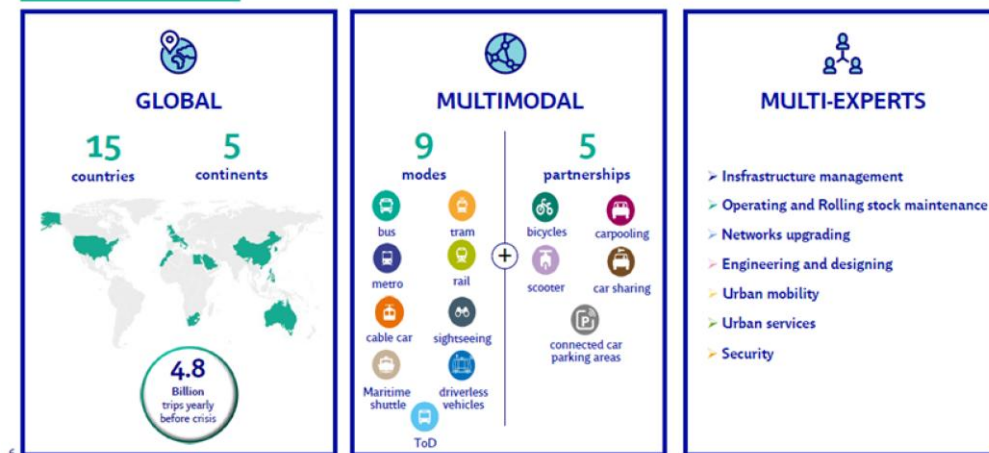 GLOBAL
15
countries
5
continents
4.8
Billion
trips yearly
before crisis
MULTIMODAL
9
modes
bus
tram
metro
rail
cable car
sightseeing
Maritime
shuttle
driverless
vehicles
ToD
+
5
partnerships
bicycles
carpooling
scooter
car sharing
P
connected car
parking areas
MULTI-EXPERTS
Insfrastructure management
Operating and Rolling stock maintenance
Networks upgrading
Engineering and designing
Urban mobility
Urban services
Security